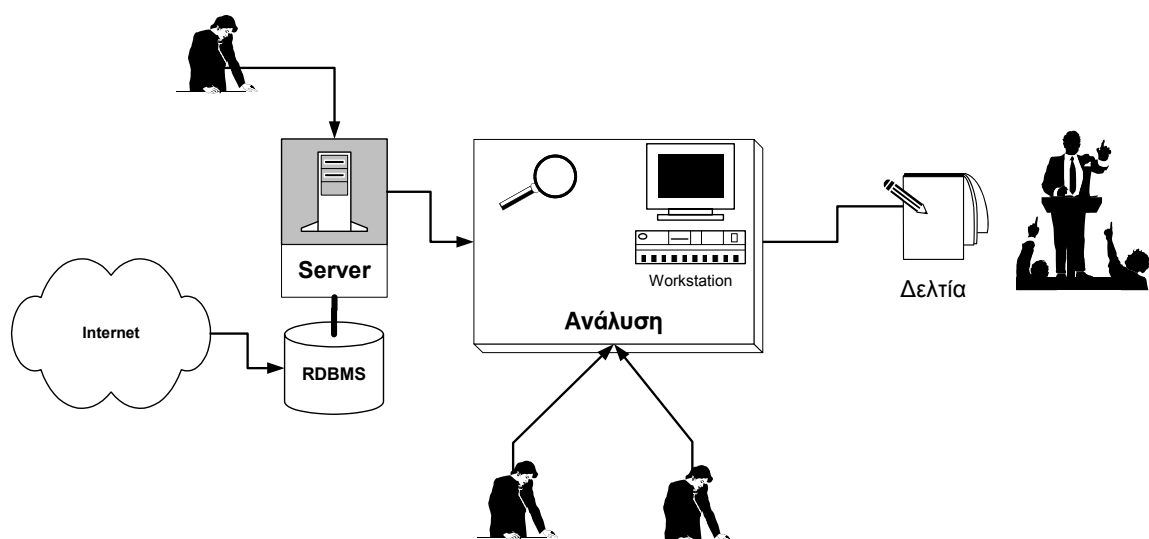 Server
Internet
RDBMS
Workstation
Ανάλυση
Δελτία